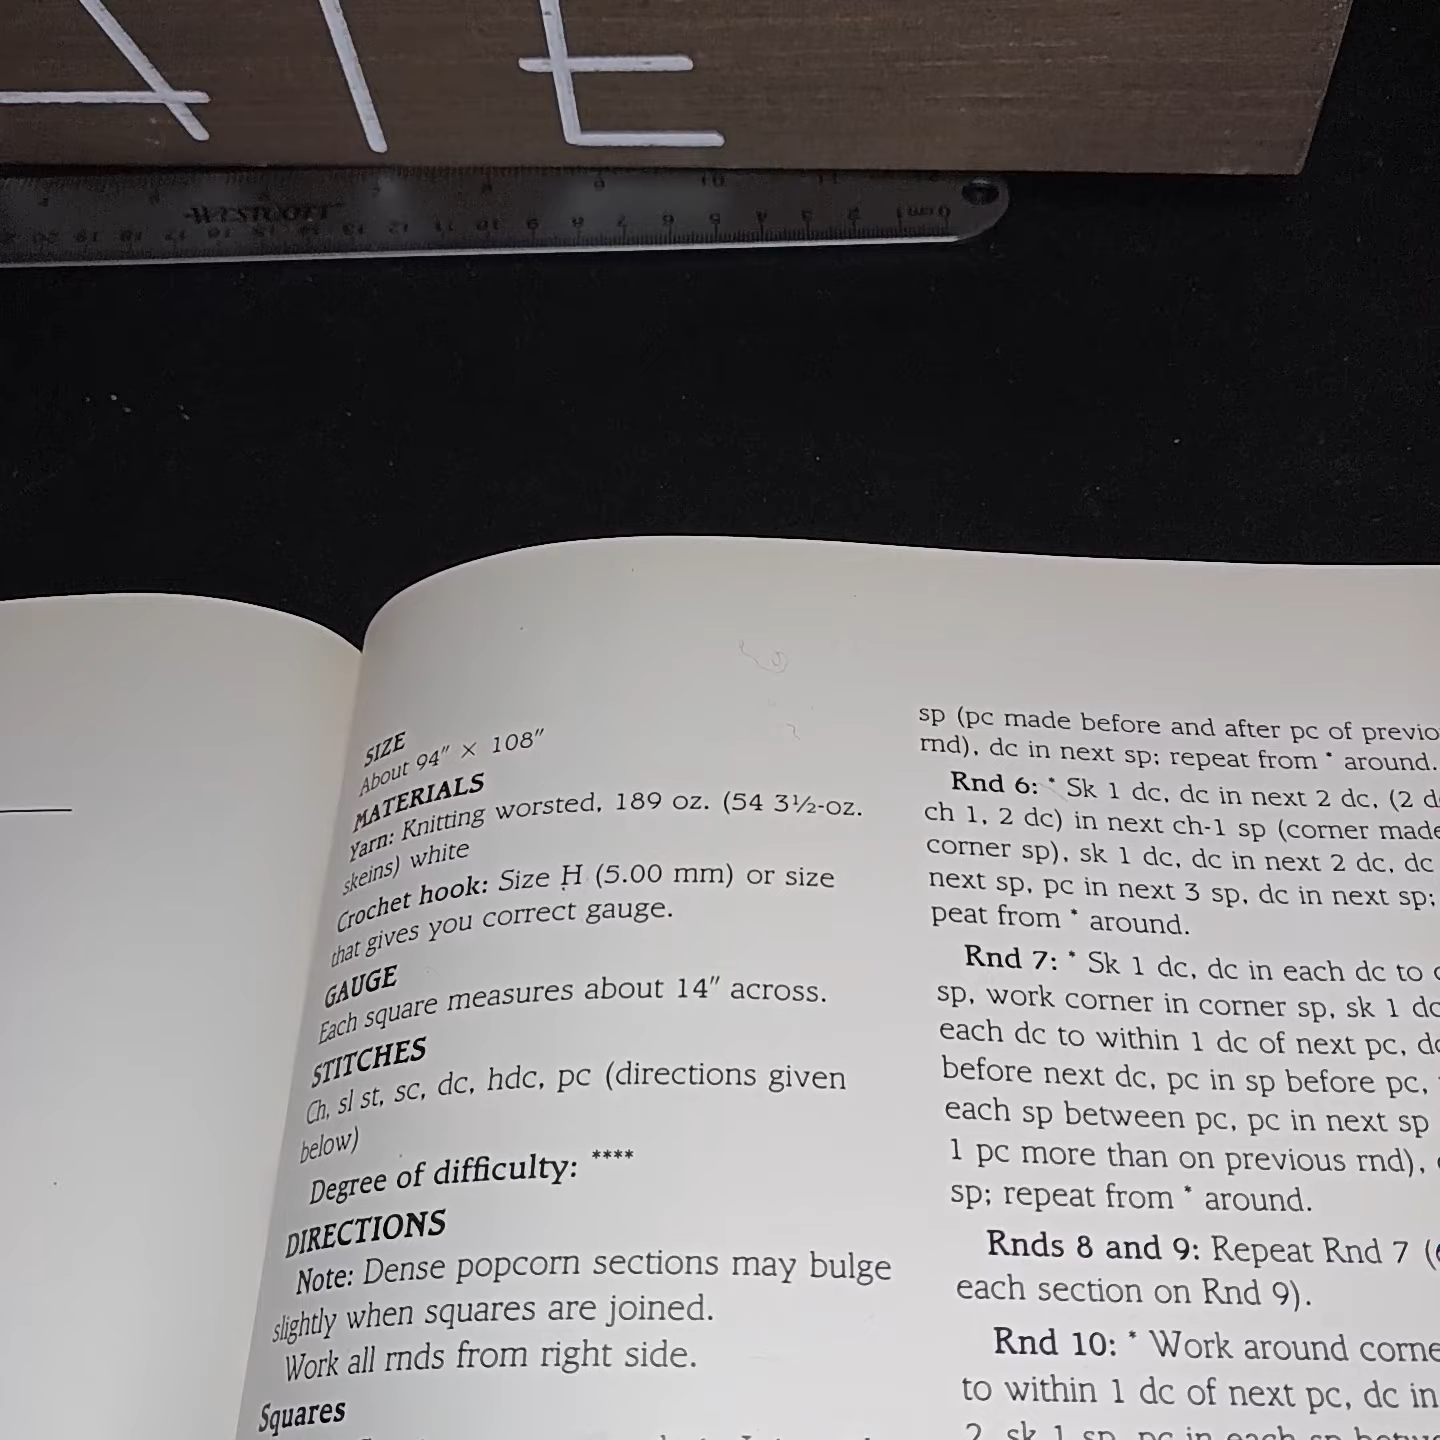 ATE
WESTCOTT
SIZE
About 94" × 108"
MATERIALS
Yarn: Knitting worsted, 189 oz. (54 3½-oz.
skeins) white
Crochet hook: Size H (5.00 mm) or size
that gives you correct gauge.
GAUGE
Each square measures about 14" across.
STITCHES
Ch, sl st, sc, dc, hdc, pc (directions given
below)
Degree of difficulty: ****
DIRECTIONS
Note: Dense popcorn sections may bulge
slightly when squares are joined.
Work all rnds from right side.
Squares
sp (pc made before and after pc of
rnd), dc in next sp; repeat from * around.
Rnd 6: * Sk 1 dc, dc in next 2 dc, (2
ch 1, 2 dc) in next ch-1 sp (corner made
corner sp), sk 1 dc, dc in next 2 dc, dc
next sp, pc in next 3 sp, dc in next sp;
peat from * around.
Rnd 7: * Sk 1 dc, dc in each dc to
sp, work corner in corner sp, sk 1
each dc to within 1 dc of next pc,
before next dc, pc in sp before pc,
each sp between pc, pc in next sp
1 pc more than on previous rnd),
sp; repeat from * around.
Rnds 8 and 9: Repeat Rnd 7 (
each section on Rnd 9).
Rnd 10: * Work around
to within 1 dc of next pc, dc in
2, sk 1 sp, pc in each sp